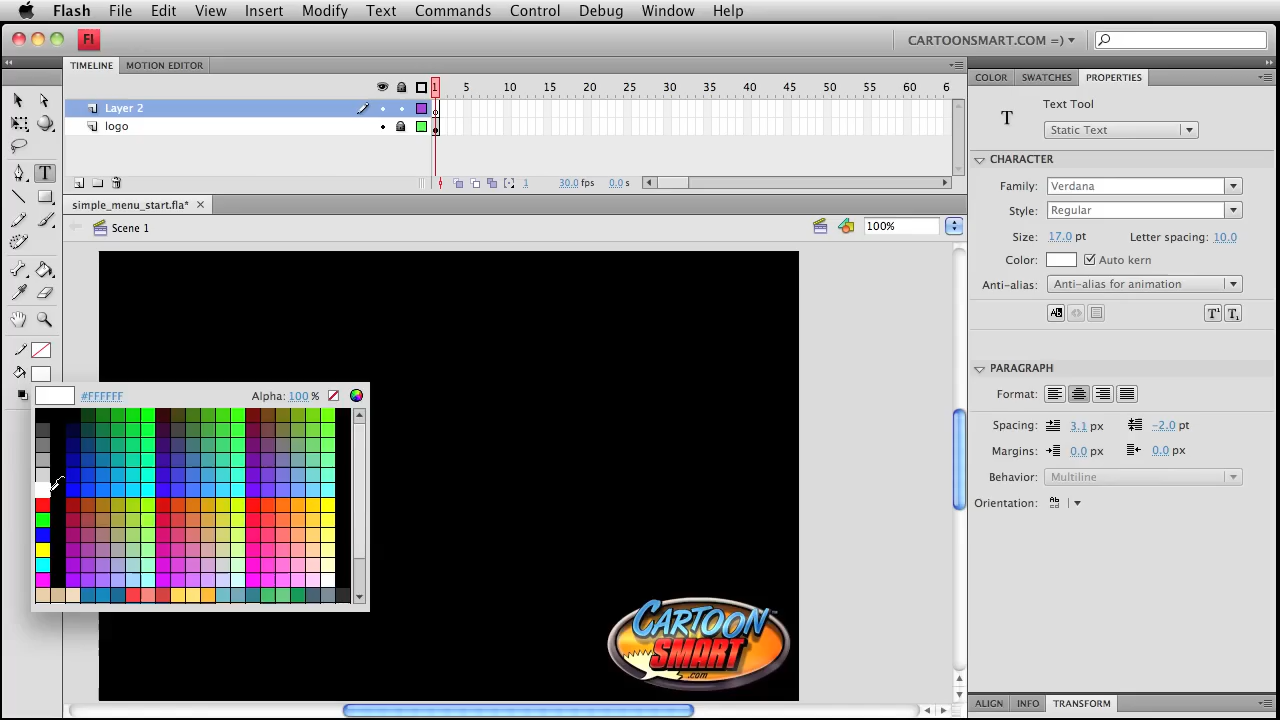 Flash File Edit View Insert Modify Text Commands Control Debug Window Help
Fl CARTOONSMART.COM =)
TIMELINE MOTION EDITOR
COLOR SWATCHES PROPERTIES
1 5 10 15 20 25 30 35 40 45 50 55 60 6
Layer 2
logo
1 30.0 fps 0.0 s
T Text Tool
Static Text
CHARACTER
Family: Verdana
Style: Regular
Size: 17.0 pt Letter spacing: 10.0
Color: Auto kern
Anti-alias: Anti-alias for animation
T¹ T₁
PARAGRAPH
Format:
Spacing: 3.1 px -2.0 pt
Margins: 0.0 px 0.0 px
Behavior: Multiline
Orientation:
T
simple_menu_start.fla*
Scene 1 100%
#FFFFFF Alpha: 100 %
CARTOON
SMART
.com
ALIGN INFO TRANSFORM